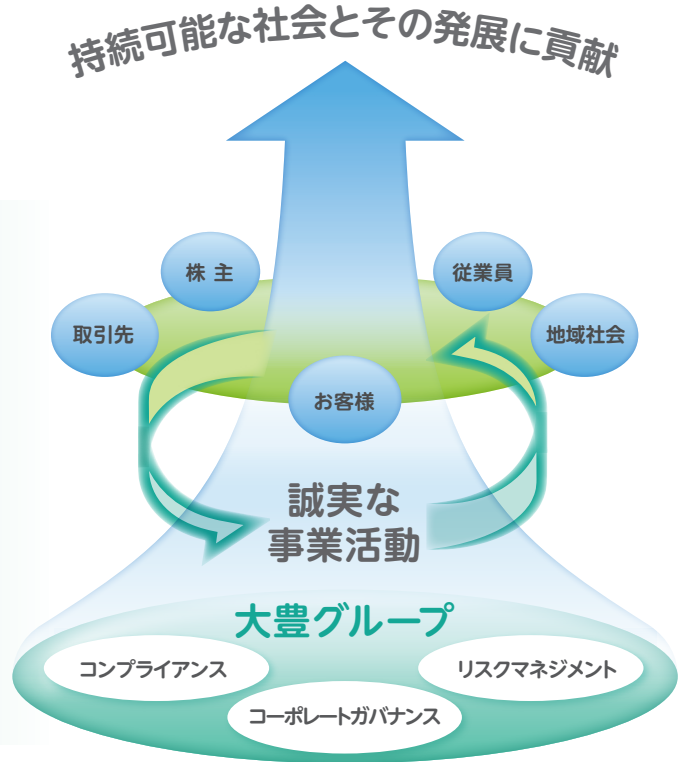 持続可能な社会とその発展に貢献
株主
従業員
取引先
地域社会
お客様
誠実な
事業活動
大豊グループ
コンプライアンス
リスクマネジメント
コーポレートガバナンス